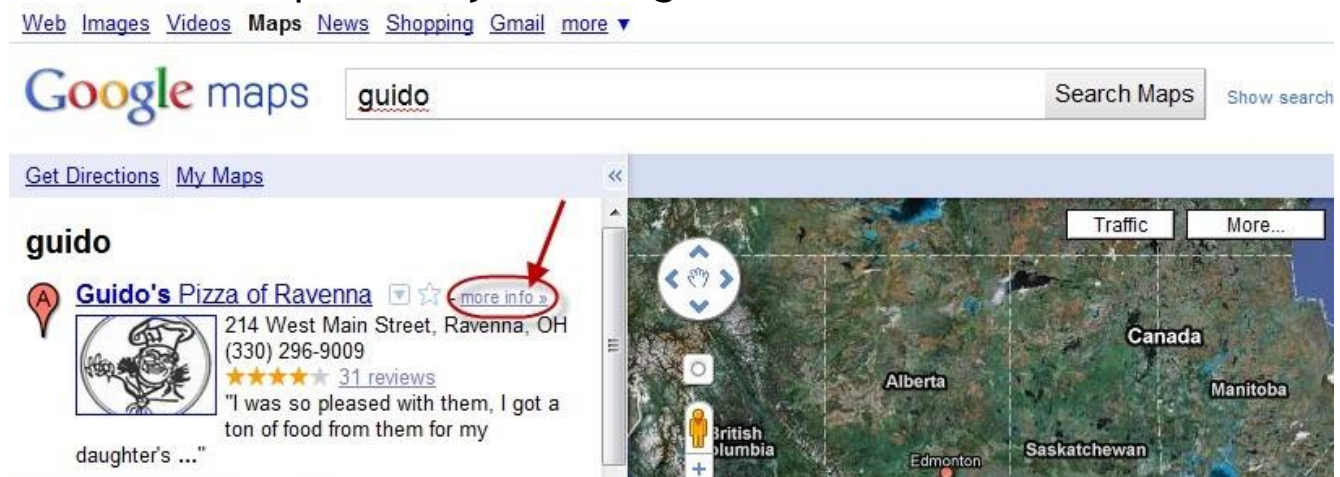 Web Images Videos Maps News Shopping Gmail more ▼
Google maps guido Search Maps Show search
Get Directions My Maps «
guido
A Guido's Pizza of Ravenna - more info »
214 West Main Street, Ravenna, OH
(330) 296-9009
31 reviews
"I was so pleased with them, I got a
ton of food from them for my
daughter's ..."
Traffic More...
Canada
Alberta
Manitoba
British
Saskatchewan
Edmonton